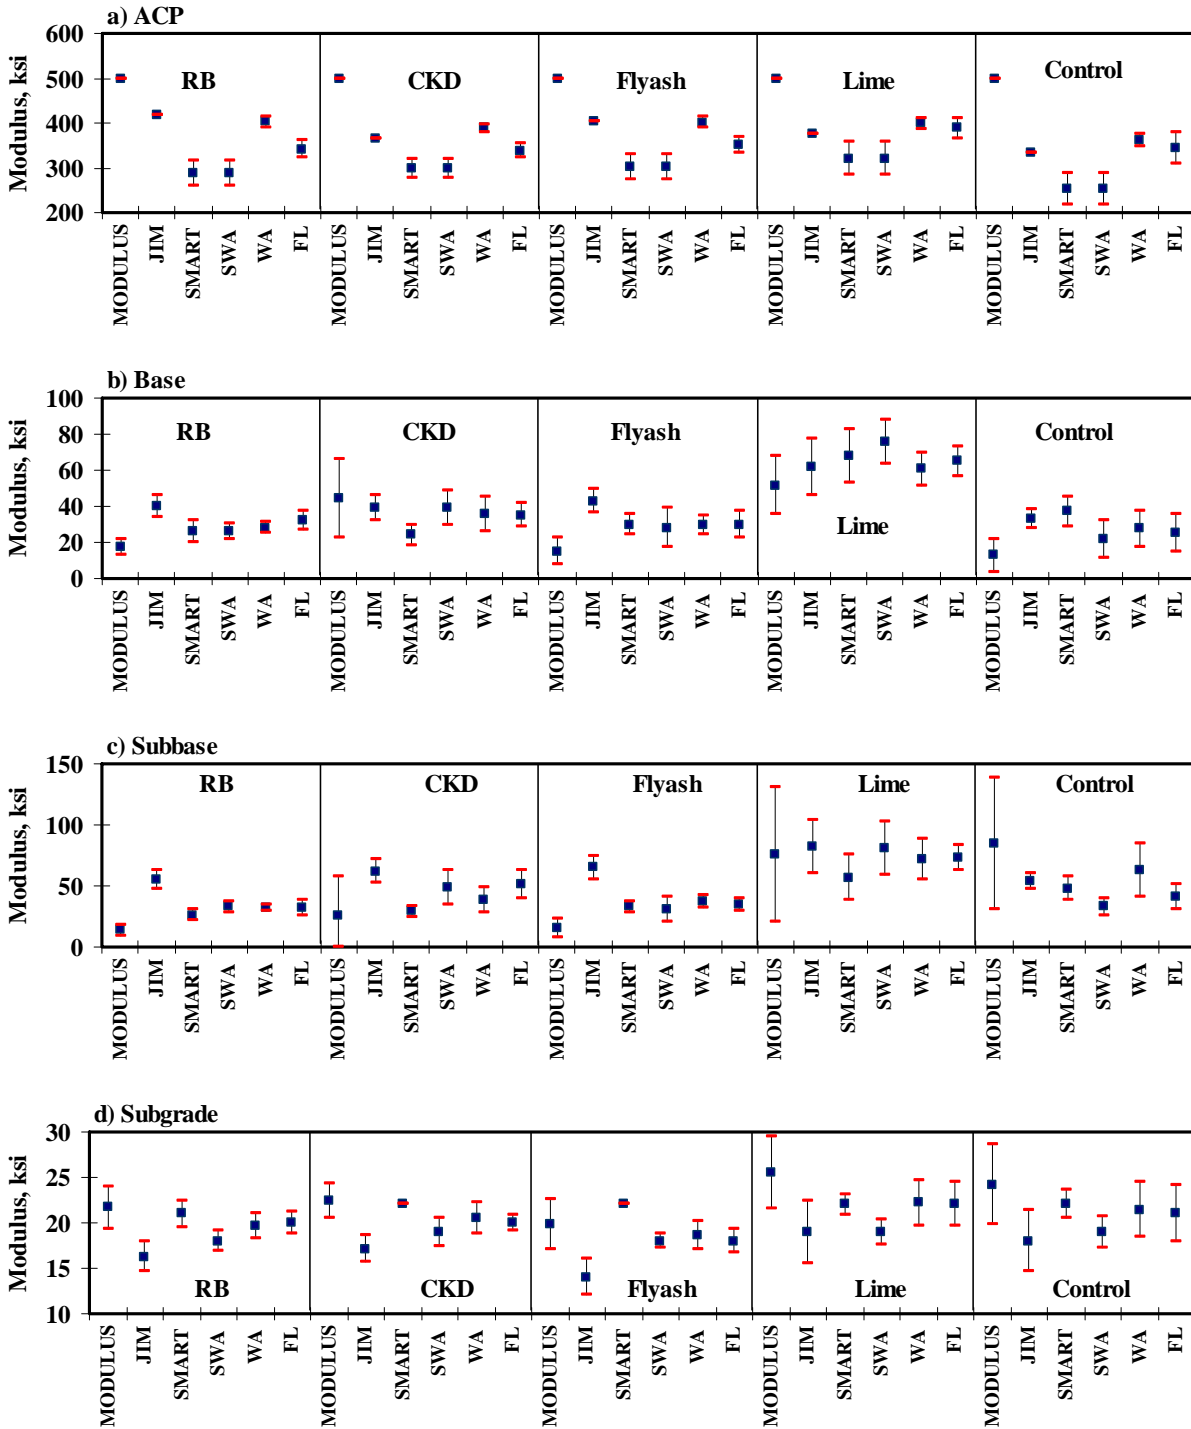 a) ACP
Modulus, ksi
600
500
400
300
200
RB
CKD
Flyash
Lime
Control
MODULUS JIM SMART SWA WA FL MODULUS JIM SMART SWA WA FL MODULUS JIM SMART SWA WA FL MODULUS JIM SMART SWA WA FL MODULUS JIM SMART SWA WA FL
b) Base
Modulus, ksi
100
80
60
40
20
0
RB
CKD
Flyash
Lime
Control
MODULUS JIM SMART SWA WA FL MODULUS JIM SMART SWA WA FL MODULUS JIM SMART SWA WA FL MODULUS JIM SMART SWA WA FL MODULUS JIM SMART SWA WA FL
c) Subbase
Modulus, ksi
150
100
50
0
RB
CKD
Flyash
Lime
Control
MODULUS JIM SMART SWA WA FL MODULUS JIM SMART SWA WA FL MODULUS JIM SMART SWA WA FL MODULUS JIM SMART SWA WA FL MODULUS JIM SMART SWA WA FL
d) Subgrade
Modulus, ksi
30
25
20
15
10
RB
CKD
Flyash
Lime
Control
MODULUS JIM SMART SWA WA FL MODULUS JIM SMART SWA WA FL MODULUS JIM SMART SWA WA FL MODULUS JIM SMART SWA WA FL MODULUS JIM SMART SWA WA FL